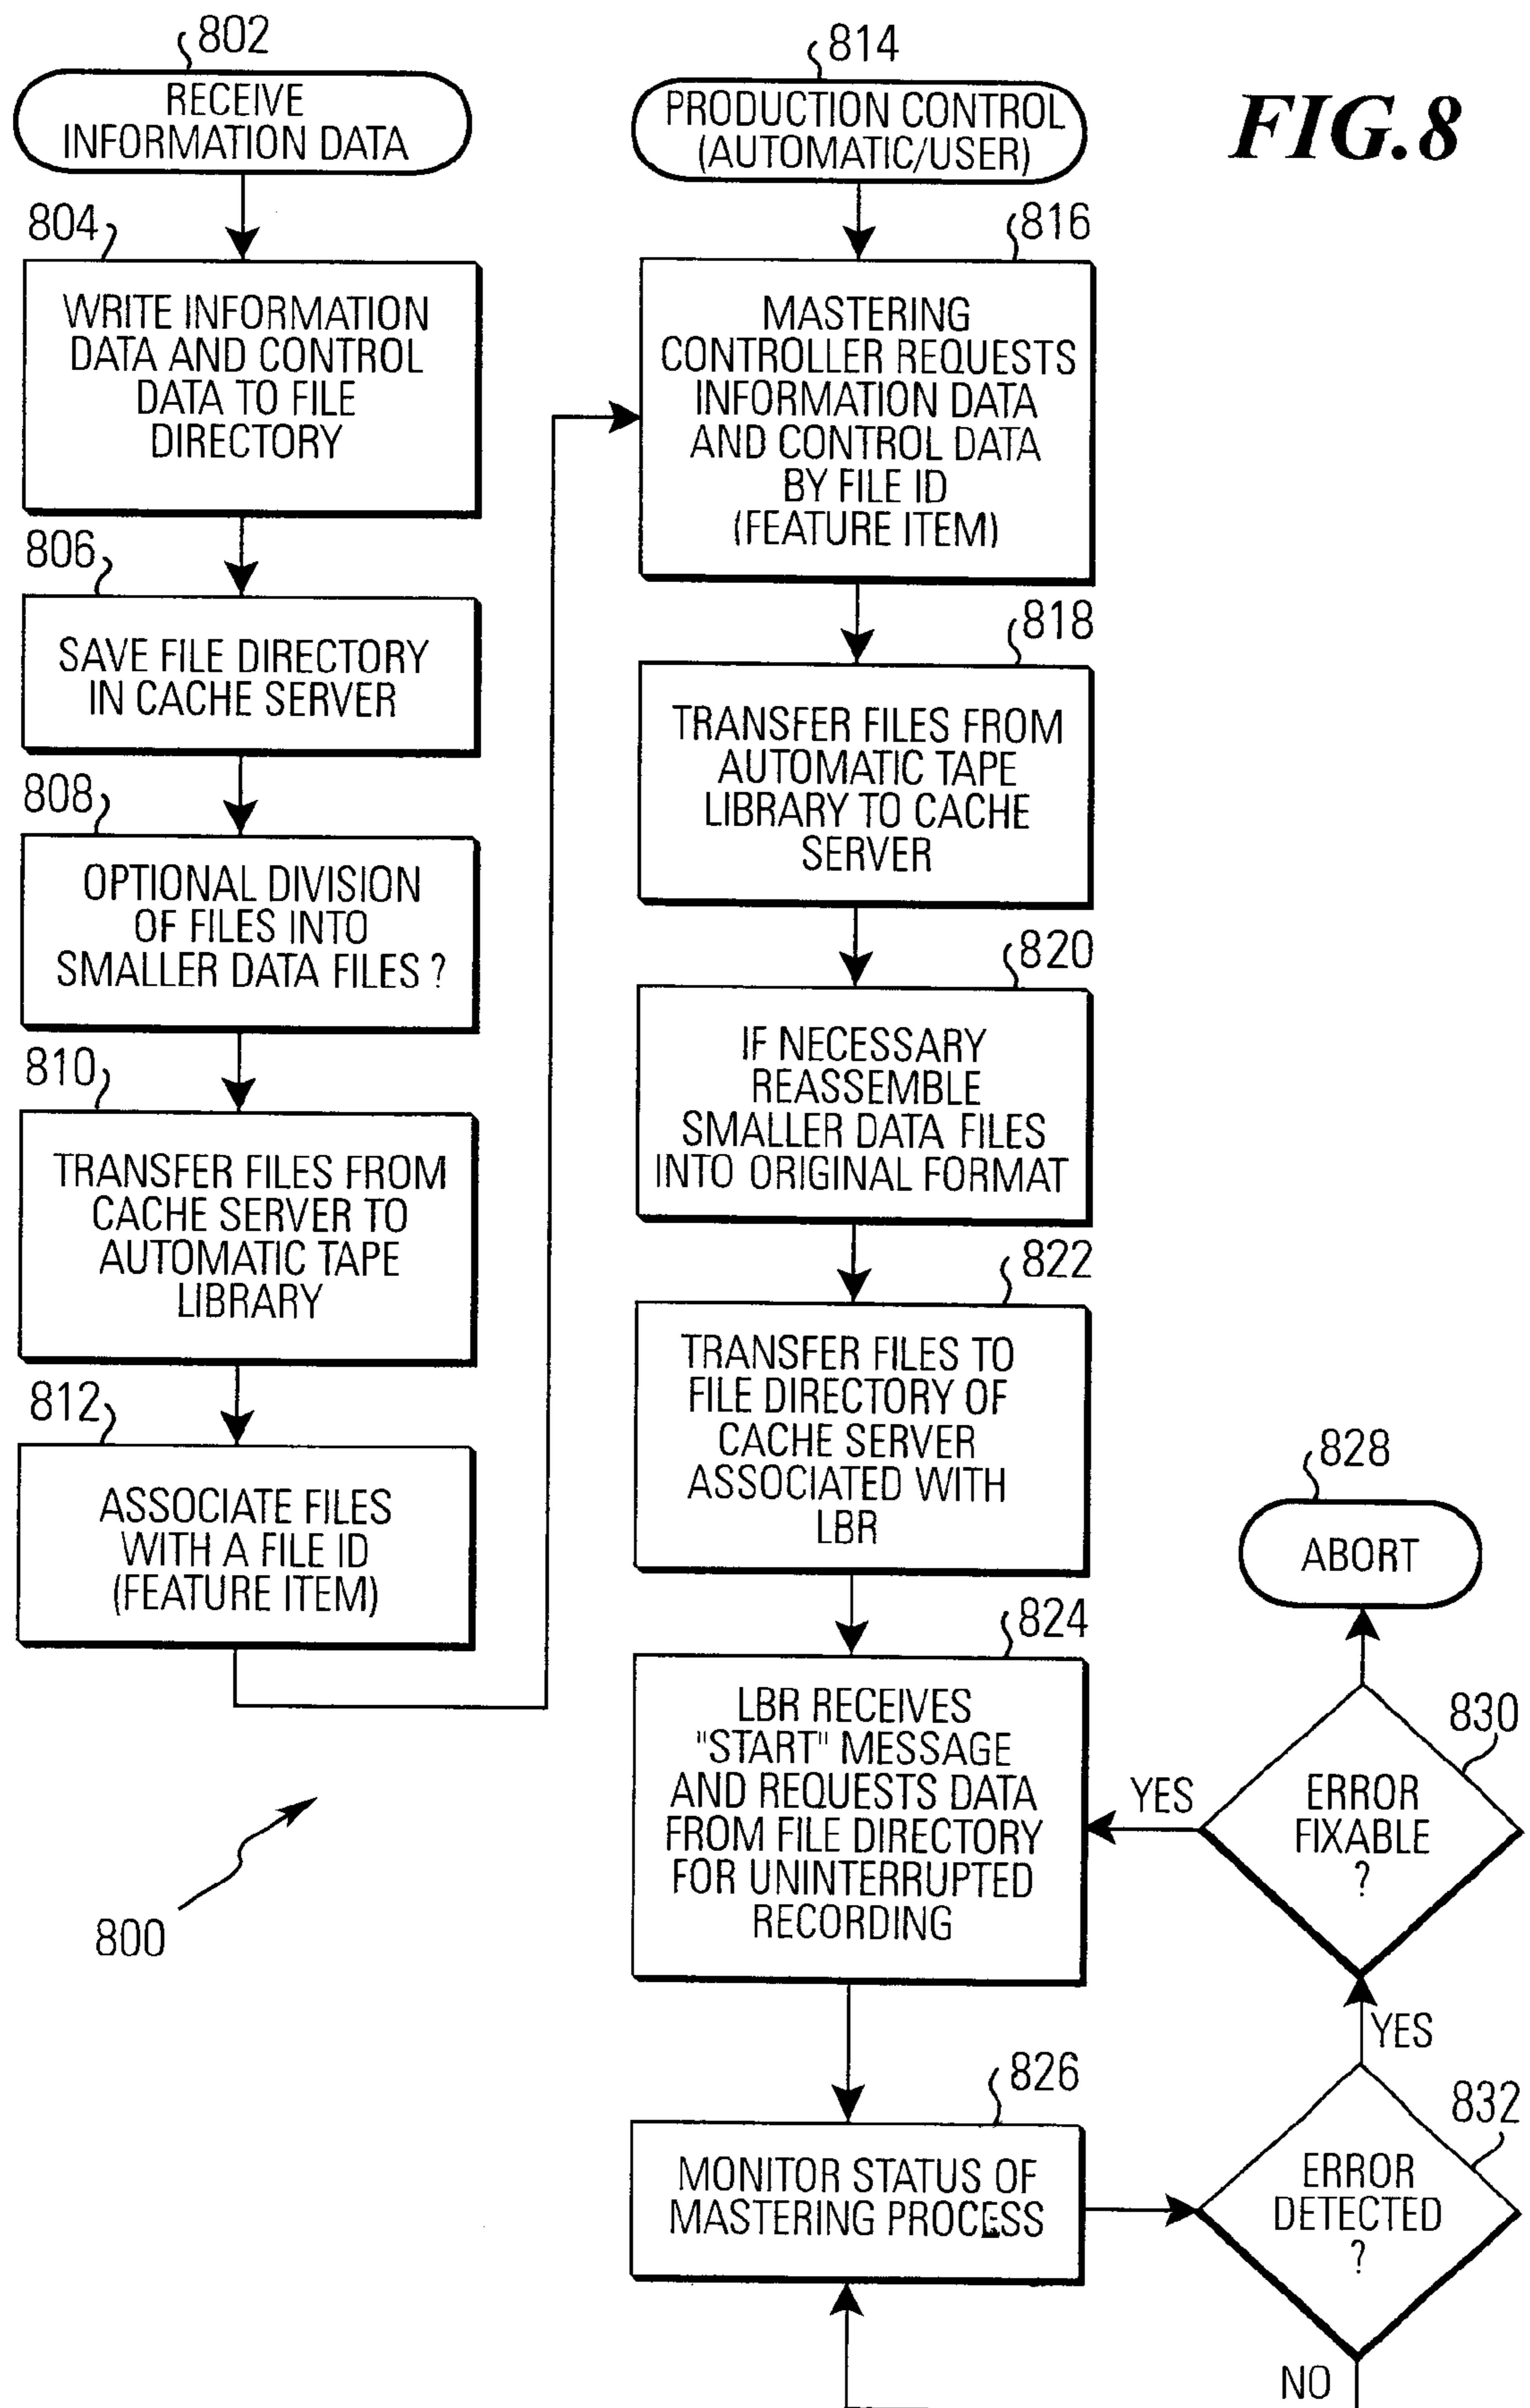 802
RECEIVE
INFORMATION DATA
804
WRITE INFORMATION
DATA AND CONTROL
DATA TO FILE
DIRECTORY
806
SAVE FILE DIRECTORY
IN CACHE SERVER
808
OPTIONAL DIVISION
OF FILES INTO
SMALLER DATA FILES ?
810
TRANSFER FILES FROM
CACHE SERVER TO
AUTOMATIC TAPE
LIBRARY
812
ASSOCIATE FILES
WITH A FILE ID
(FEATURE ITEM)
800
814
PRODUCTION CONTROL
(AUTOMATIC/USER)
FIG.8
816
MASTERING
CONTROLLER REQUESTS
INFORMATION DATA
AND CONTROL DATA
BY FILE ID
(FEATURE ITEM)
818
TRANSFER FILES FROM
AUTOMATIC TAPE
LIBRARY TO CACHE
SERVER
820
IF NECESSARY
REASSEMBLE
SMALLER DATA FILES
INTO ORIGINAL FORMAT
822
TRANSFER FILES TO
FILE DIRECTORY OF
CACHE SERVER
ASSOCIATED WITH
LBR
824
LBR RECEIVES
"START" MESSAGE
AND REQUESTS DATA
FROM FILE DIRECTORY
FOR UNINTERRUPTED
RECORDING
826
MONITOR STATUS OF
MASTERING PROCESS
828
ABORT
830
ERROR
FIXABLE
?
YES
YES
832
ERROR
DETECTED
?
NO